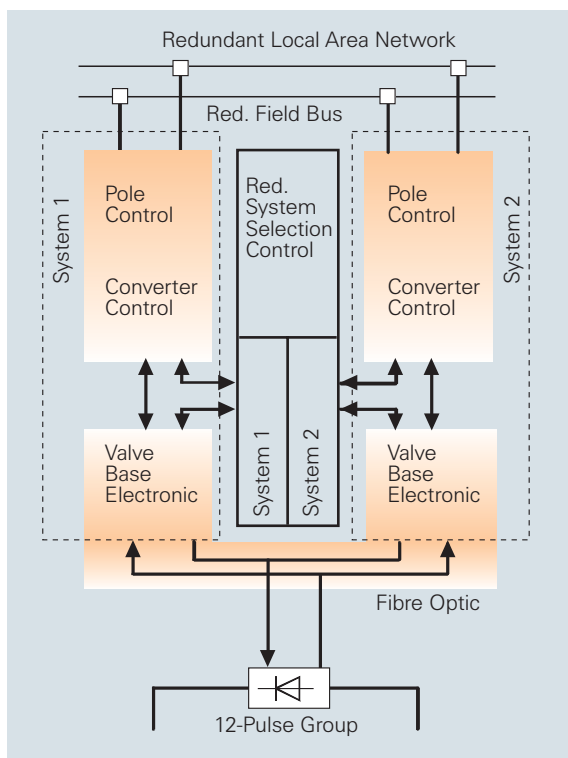 Redundant Local Area Network
Red. Field Bus
System 1
Pole
Control
Converter
Control
Valve
Base
Electronic
Red.
System
Selection
Control
System 1
System 2
Pole
Control
Converter
Control
Valve
Base
Electronic
System 2
Fibre Optic
12-Pulse Group